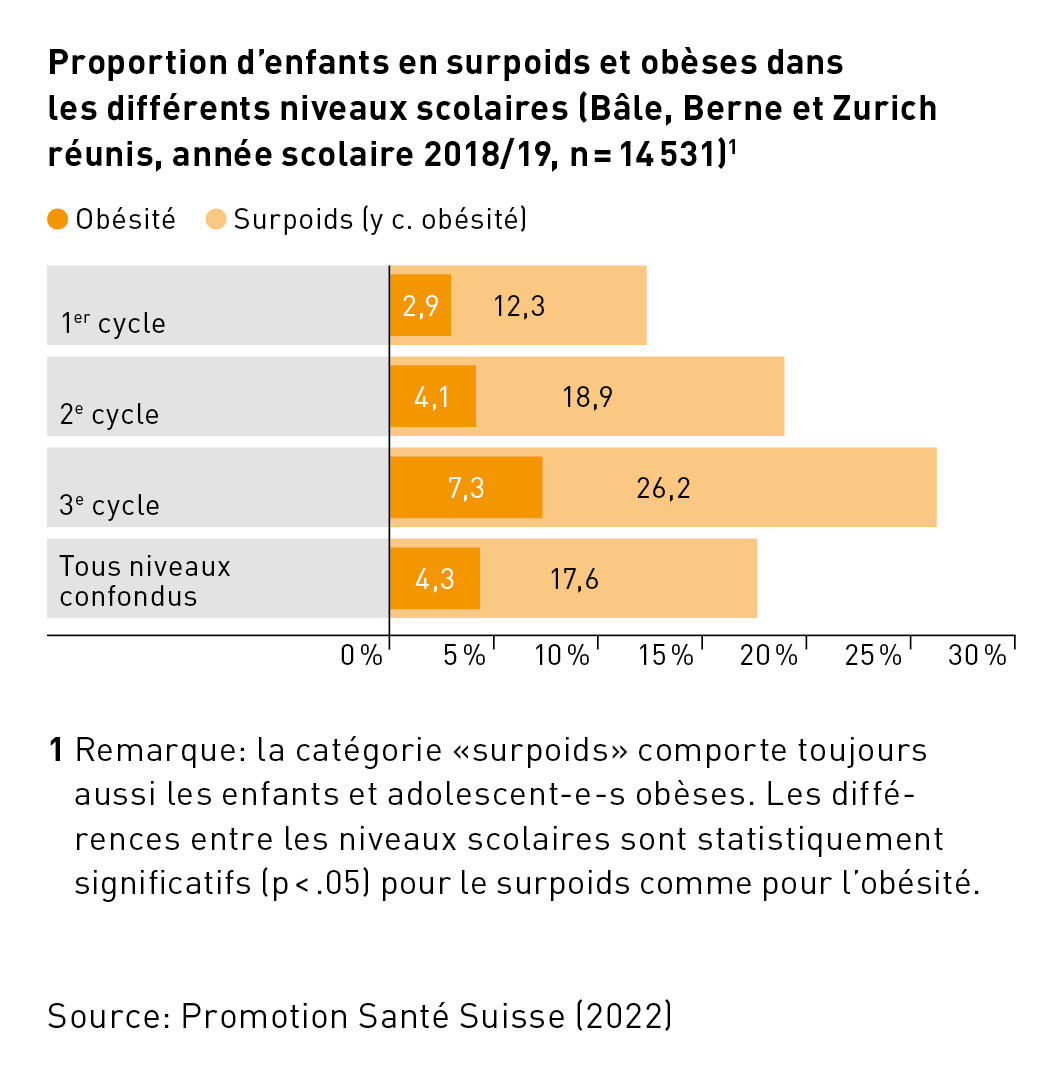 Proportion d’enfants en surpoids et obèses dans
les différents niveaux scolaires (Bâle, Berne et Zurich
réunis, année scolaire 2018/19, n = 14 531)¹
Obésité Surpoids (y c. obésité)
1er cycle 2,9 12,3
2e cycle 4,1 18,9
3e cycle 7,3 26,2
Tous niveaux
confondus 4,3 17,6
0 % 5 % 10 % 15 % 20 % 25 % 30 %
1 Remarque: la catégorie «surpoids» comporte toujours
aussi les enfants et adolescent-e-s obèses. Les diffé-
rences entre les niveaux scolaires sont statistiquement
significatifs (p < .05) pour le surpoids comme pour l’obésité.
Source: Promotion Santé Suisse (2022)